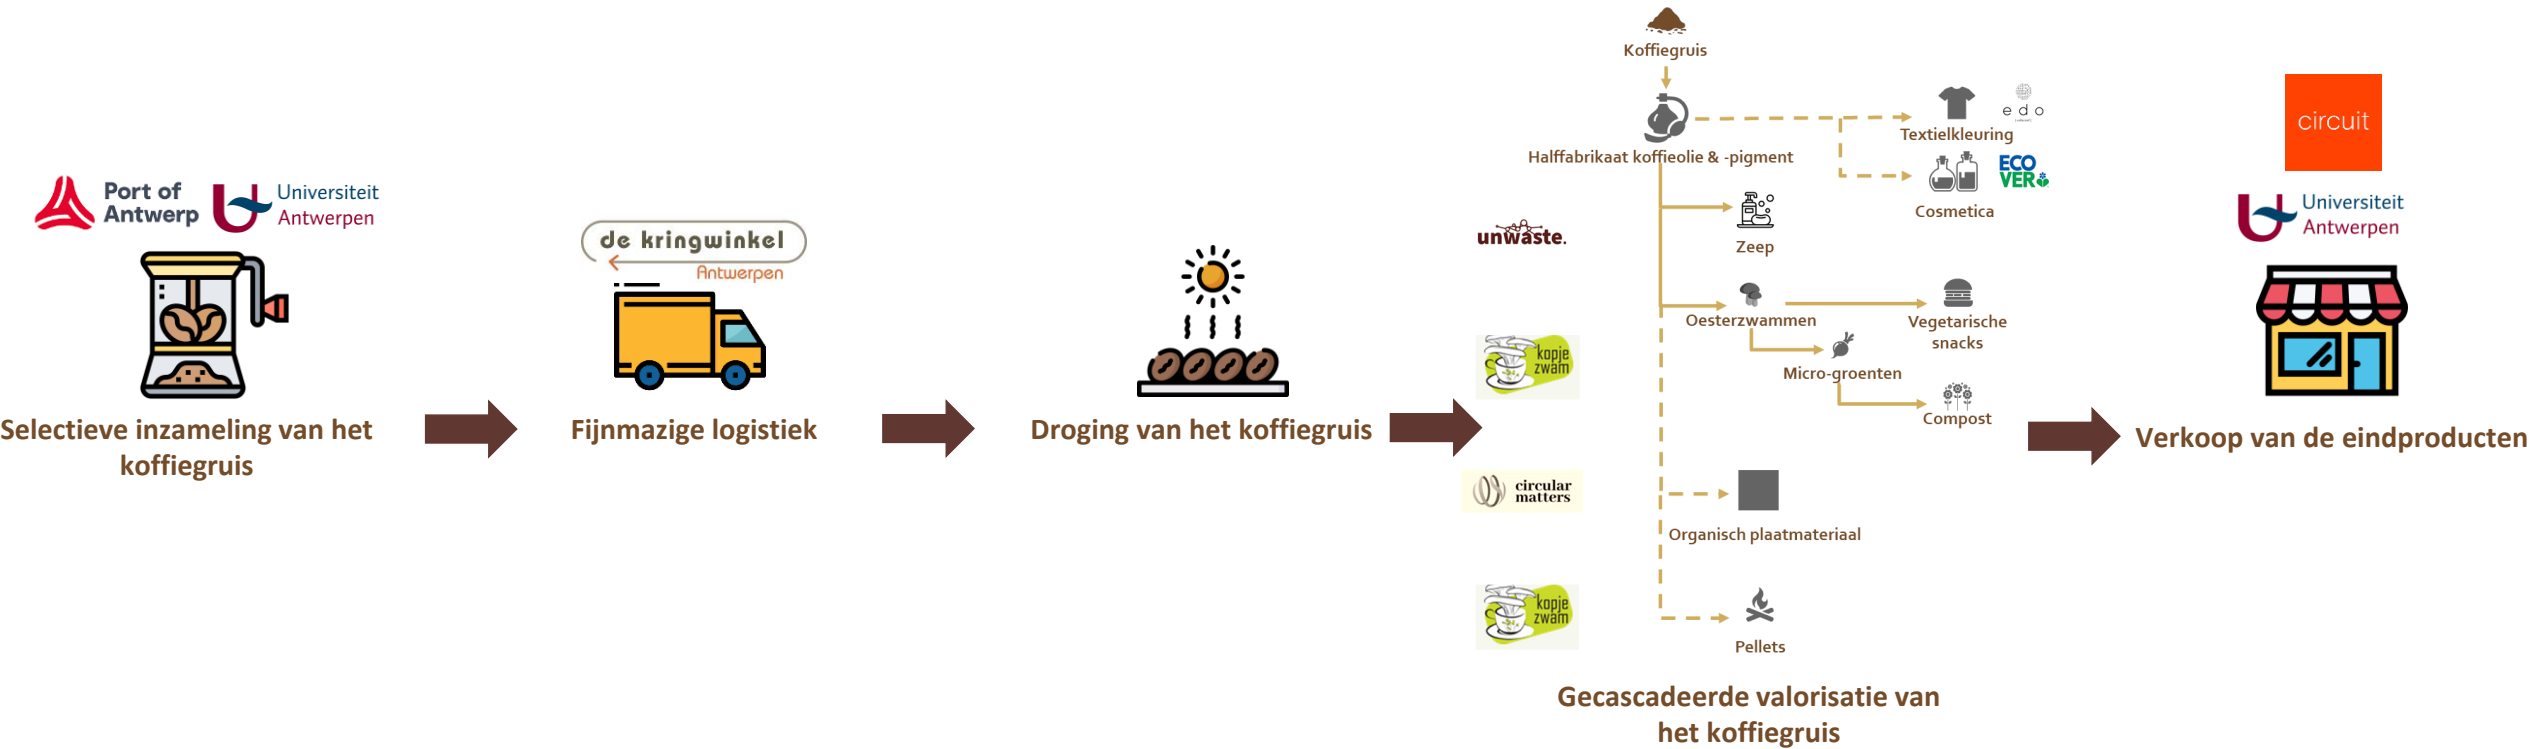 Port of
Antwerp
Universiteit
Antwerpen
Selectieve inzameling van het
koffiegruis
de kringwinkel
Antwerpen
Fijnmazige logistiek
Droging van het koffiegruis
unwaste.
kopje
zwam
circular
matters
kopje
zwam
Koffiegruis
Halffabrikaat koffieolie & -pigment
Textielkleuring
edo
Cosmetica
ECO
VER
Zeep
Oesterzwammen
Vegetarische
snacks
Micro-groenten
Compost
Organisch plaatmateriaal
Pellets
Gecascadeerde valorisatie van
het koffiegruis
circuit
Universiteit
Antwerpen
Verkoop van de eindproducten